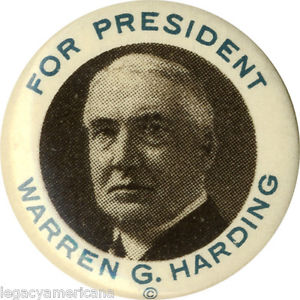 FOR PRESIDENT
WARREN G. HARDING
©
legacyamericana